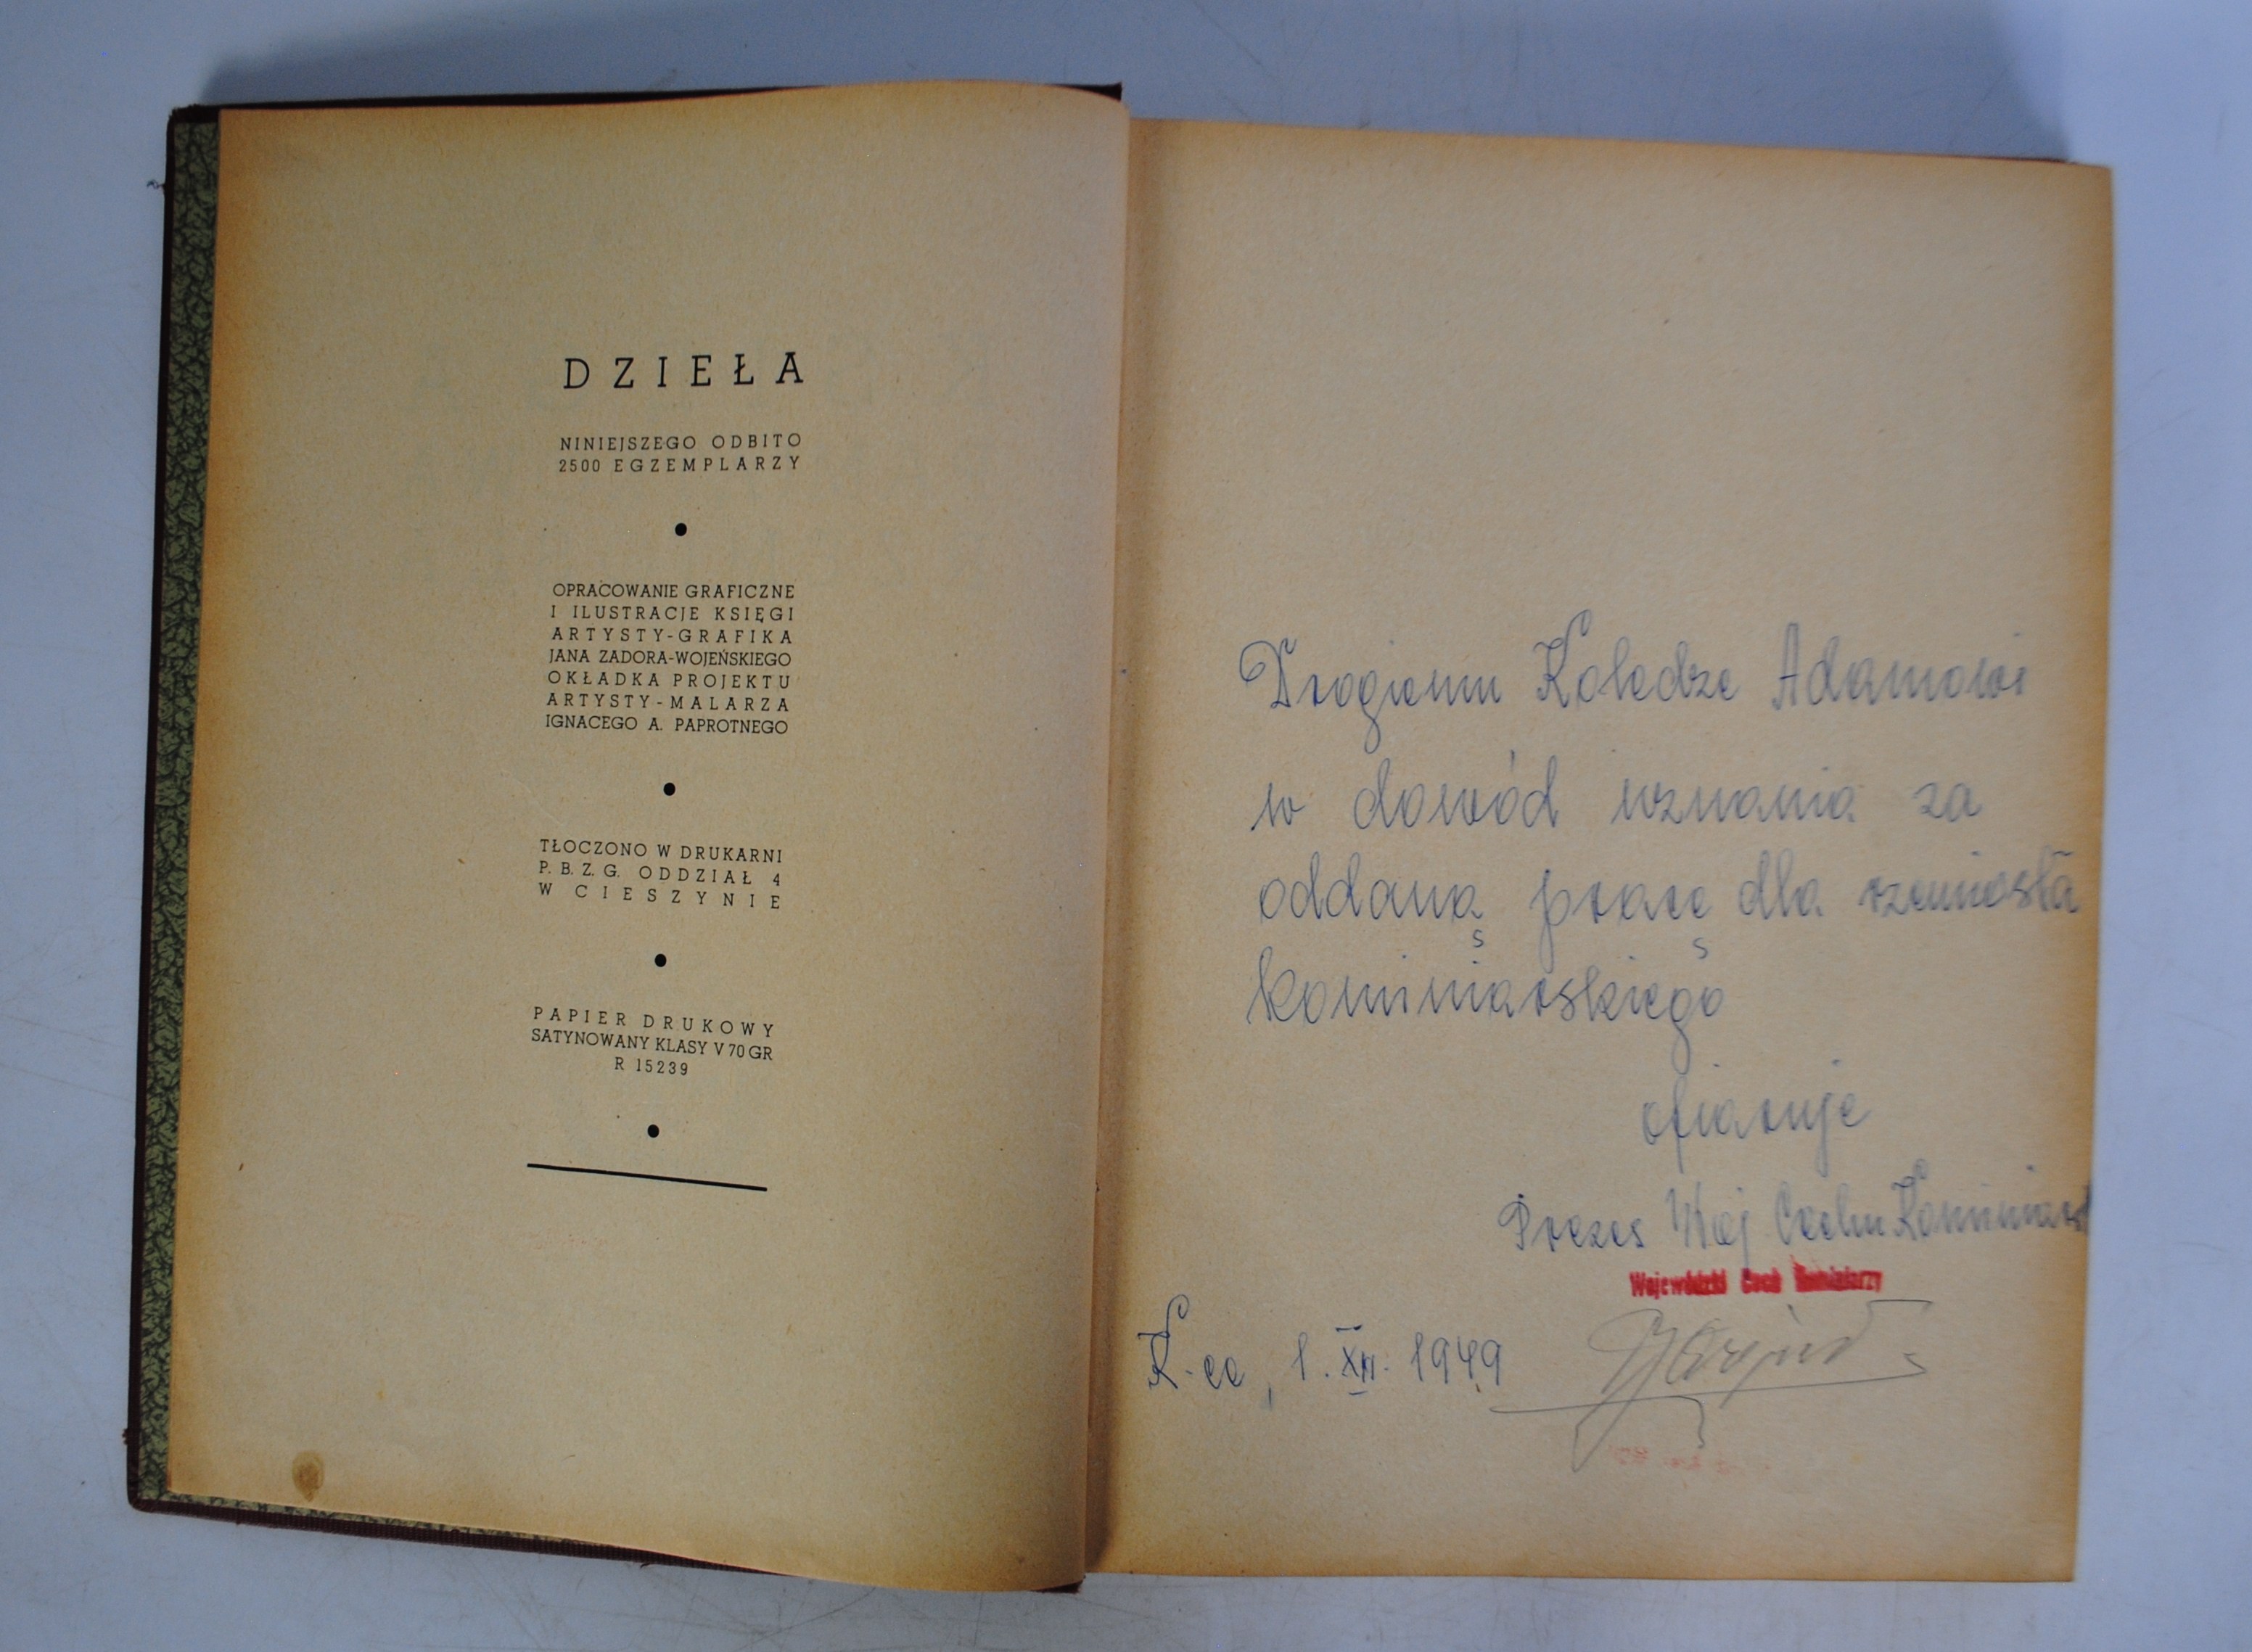 DZIEŁA
NINIEJSZEGO ODBITO
2500 EGZEMPLARZY
OPRACOWANIE GRAFICZNE
I ILUSTRACJE KSIĘGI
ARTYSTY-GRAFIKA
JANA ZADORA-WOJEŃSKIEGO
OKŁADKA PROJEKTU
ARTYSTY-MALARZA
IGNACEGO A. PAPROTNEGO
TŁOCZONO W DRUKARNI
P. B. Z. G. ODDZIAŁ 4
W CIESZYNIE
PAPIER DRUKOWY
SATYNOWANY KLASY V 70 GR
R 15239
Drogiemu Koledze Adamowi
w dowód uznania za
oddaną pracę dla rzemiosła
kominiarskiego
ofiaruje
Prezes Woj Cechu Kominiarz
Wojewódzki Cech Kominiarzy
K-ce, 1. XII. 1949